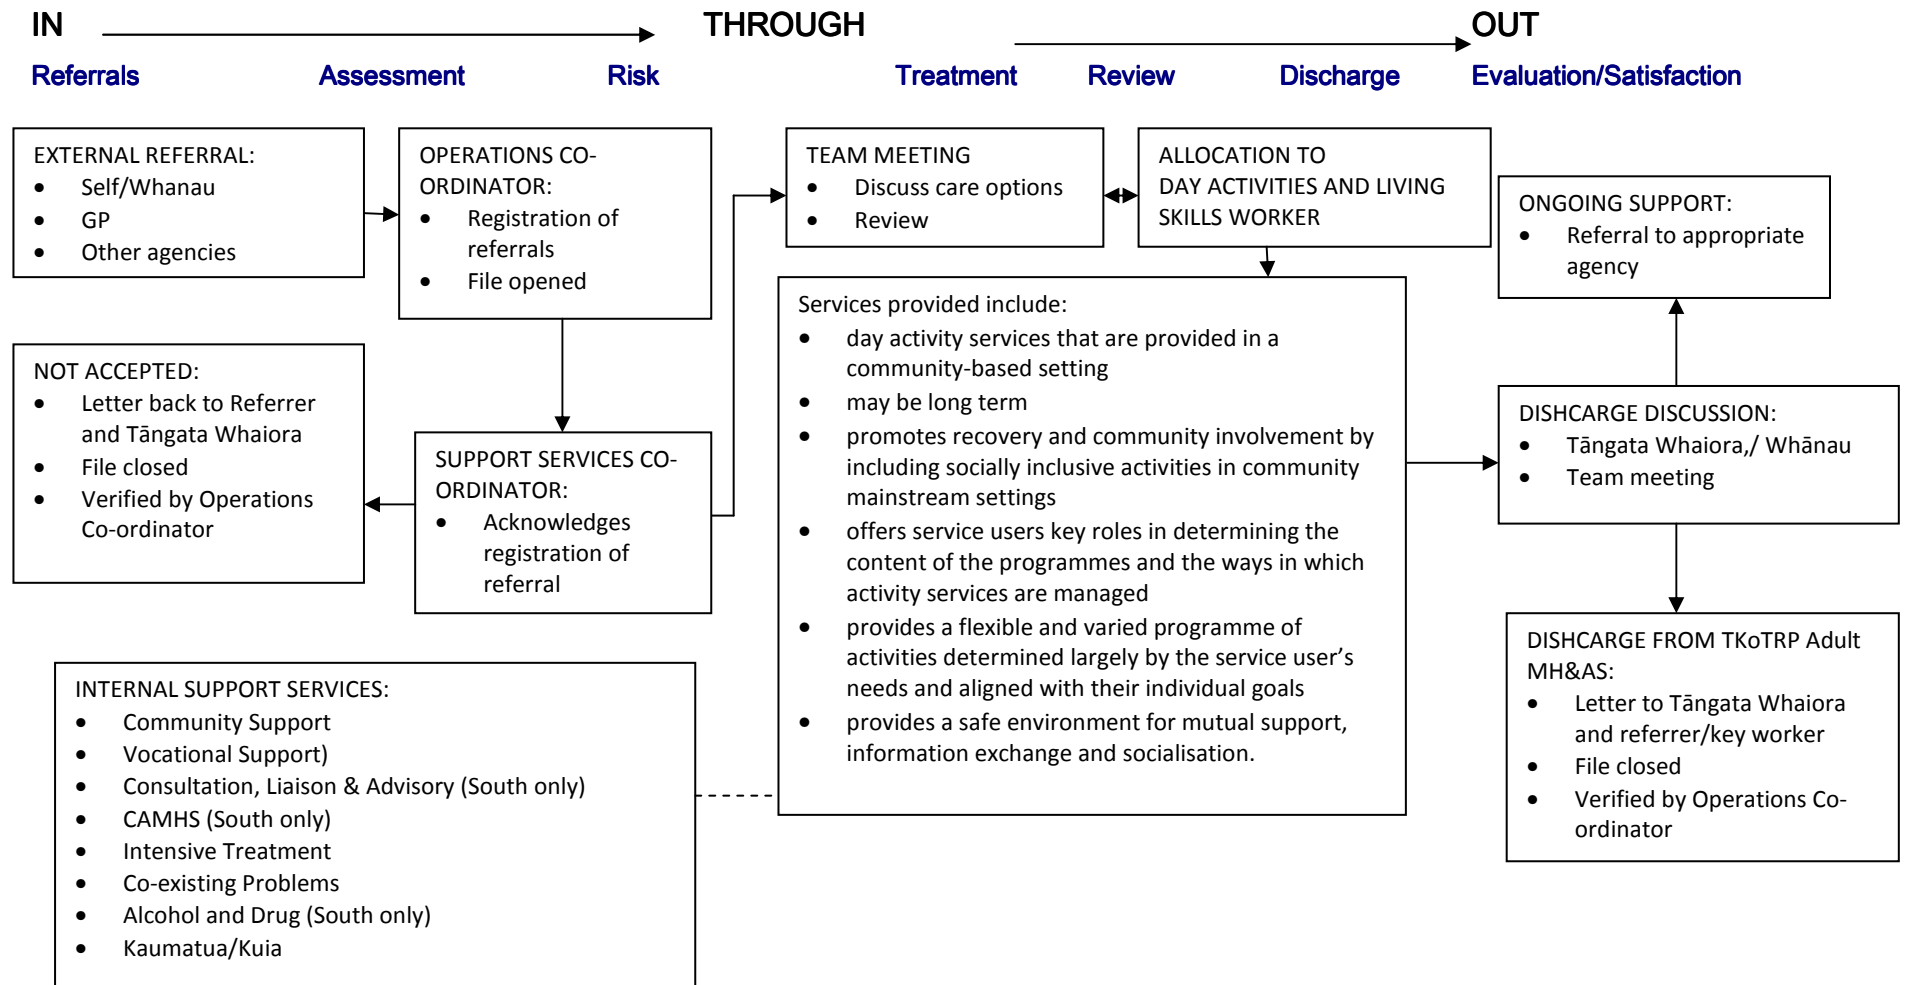 IN
THROUGH
OUT
Referrals
Assessment
Risk
Treatment
Review
Discharge
Evaluation/Satisfaction
EXTERNAL REFERRAL:
• Self/Whanau
• GP
• Other agencies
OPERATIONS CO-
ORDINATOR:
• Registration of
referrals
• File opened
NOT ACCEPTED:
• Letter back to Referrer
and Tāngata Whaiora
• File closed
• Verified by Operations
Co-ordinator
SUPPORT SERVICES CO-
ORDINATOR:
• Acknowledges
registration of
referral
TEAM MEETING
• Discuss care options
• Review
ALLOCATION TO
DAY ACTIVITIES AND LIVING
SKILLS WORKER
Services provided include:
• day activity services that are provided in a
community-based setting
• may be long term
• promotes recovery and community involvement by
including socially inclusive activities in community
mainstream settings
• offers service users key roles in determining the
content of the programmes and the ways in which
activity services are managed
• provides a flexible and varied programme of
activities determined largely by the service user’s
needs and aligned with their individual goals
• provides a safe environment for mutual support,
information exchange and socialisation.
ONGOING SUPPORT:
• Referral to appropriate
agency
DISHCARGE DISCUSSION:
• Tāngata Whaiora,/ Whānau
• Team meeting
DISHCARGE FROM TKoTRP Adult
MH&AS:
• Letter to Tāngata Whaiora
and referrer/key worker
• File closed
• Verified by Operations Co-
ordinator
INTERNAL SUPPORT SERVICES:
• Community Support
• Vocational Support)
• Consultation, Liaison & Advisory (South only)
• CAMHS (South only)
• Intensive Treatment
• Co-existing Problems
• Alcohol and Drug (South only)
• Kaumatua/Kuia